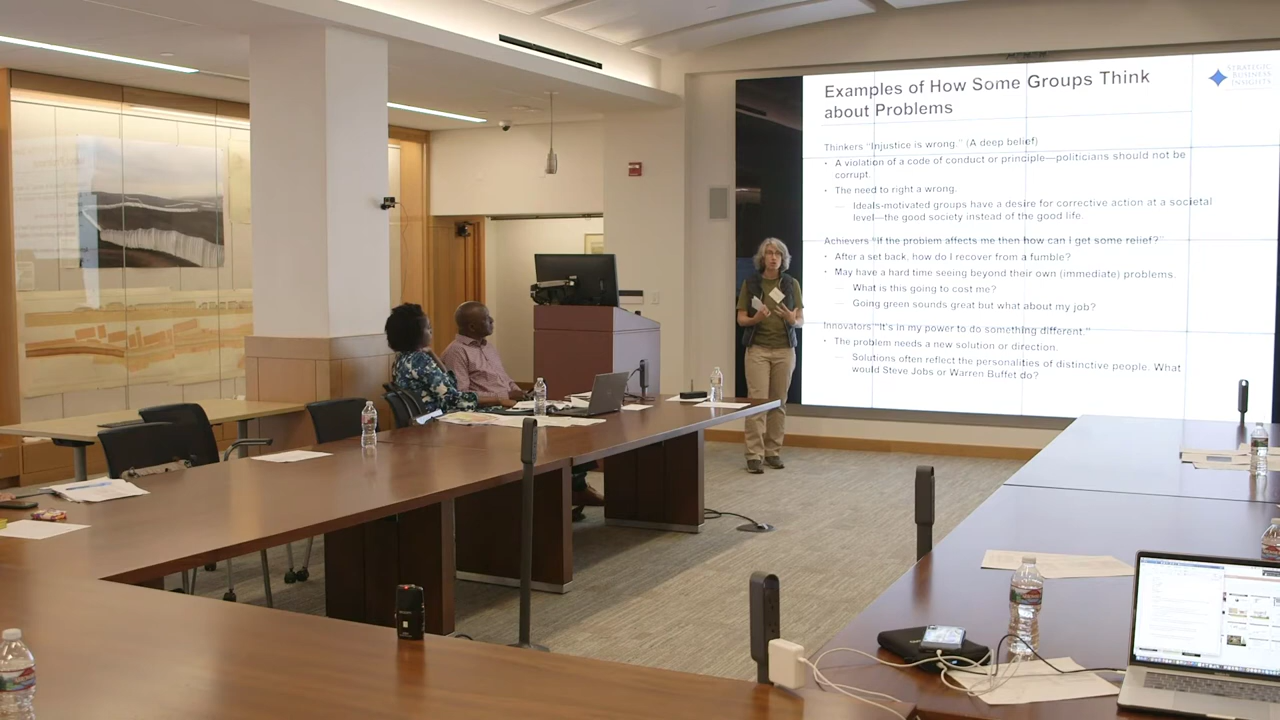 Examples of How Some Groups Think
about Problems
STRATEGIC
BUSINESS
INSIGHTS
Thinkers "Injustice is wrong." (A deep belief)
• A violation of a code of conduct or principle—politicians should not be
corrupt.
• The need to right a wrong.
— Ideals-motivated groups have a desire for corrective action at a societal
level—the good society instead of the good life.
Achievers "If the problem affects me then how can I get some relief?"
• After a set back, how do I recover from a fumble?
• May have a hard time seeing beyond their own (immediate) problems.
— What is this going to cost me?
— Going green sounds great but what about my job?
Innovators "It's in my power to do something different."
• The problem needs a new solution or direction.
— Solutions often reflect the personalities of distinctive people. What
would Steve Jobs or Warren Buffet do?